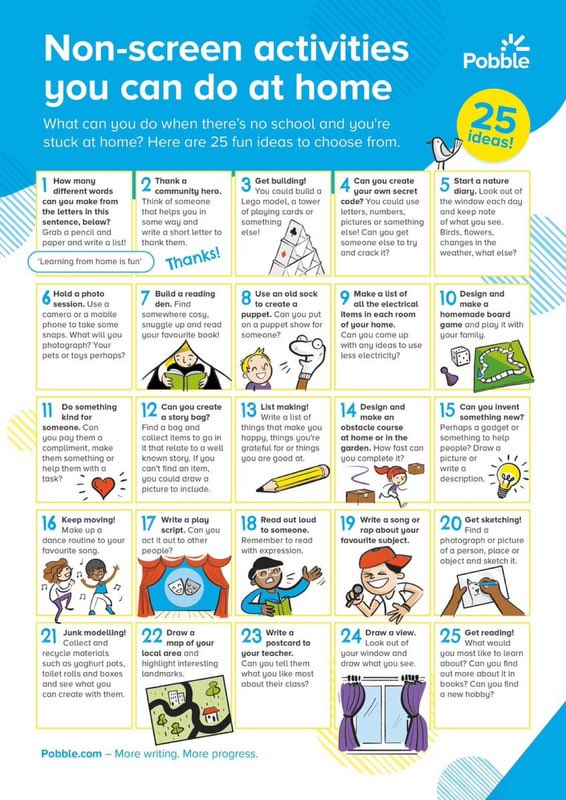 Non-screen activities
you can do at home
Pobble
What can you do when there's no school and you're
stuck at home? Here are 25 fun ideas to choose from.
25
ideas!
1 How many
different words
can you make from
the letters in this
sentence, below?
Grab a pencil and
paper and write a list!
'Learning from home is fun'
2 Thank a
community hero.
Think of someone
that helps you in
some way and
write a short letter to
thank them.
Thanks!
3 Get building!
You could build a
Lego model, a tower
of playing cards or
something
else!
4 Can you create
your own secret
code? You could use
letters, numbers,
pictures or something
else! Can you get
someone else to try
and crack it?
5 Start a nature
diary. Look out of
the window each day
and keep note
of what you see.
Birds, flowers,
changes in the
weather, what else?
6 Hold a photo
session. Use a
camera or a mobile
phone to take some
snaps. What will you
photograph? Your
pets or toys perhaps?
7 Build a reading
den. Find
somewhere cosy,
snuggle up and read
your favourite book!
8 Use an old sock
to create a
puppet. Can you put
on a puppet show for
someone?
9 Make a list of
all the electrical
items in each room
of your home.
Can you come up
with any ideas to use
less electricity?
10 Design and
make a
homemade board
game and play it with
your family.
11 Do something
kind for
someone. Can
you pay them a
compliment, make
them something or
help them with a
task?
12 Can you create
a story bag?
Find a bag and
collect items to go in
it that relate to a well
known story. If you
can't find an item,
you could draw a
picture to include.
13 List making!
Write a list of
things that make you
happy, things you're
grateful for or things
you are good at.
14 Design and
make an
obstacle course
at home or in the
garden. How fast can
you complete it?
15 Can you invent
something new?
Perhaps a gadget or
something to help
people? Draw a
picture or
write a
description.
16 Keep moving!
Make up a
dance routine to your
favourite song.
17 Write a play
script. Can you
act it out to other
people?
18 Read out loud
to someone.
Remember to read
with expression.
19 Write a song or
rap about your
favourite subject.
20 Get sketching!
Find a
photograph or picture
of a person, place or
object and sketch it.
21 Junk modelling!
Collect and
recycle materials
such as yoghurt pots,
toilet rolls and boxes
and see what you
can create with them.
22 Draw a
map of your
local area and
highlight interesting
landmarks.
23 Write a
postcard to
your teacher.
Can you tell them
what you like most
about their class?
24 Draw a view.
Look out of
your window and
draw what you see.
25 Get reading!
What would
you most like to learn
about? Can you find
out more about it in
books? Can you find
a new hobby?
Pobble.com – More writing. More progress.